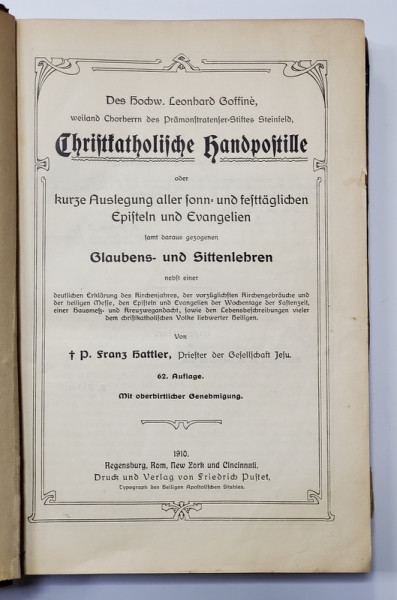 Des Hochw. Leonhard Goffinè,
weiland Chorherrn des Prämonstratenser-Stiftes Steinfeld,
Christkatholische Handpostille
oder
kurze Auslegung aller sonn- und festtäglichen
Episteln und Evangelien
samt daraus gezogenen
Glaubens- und Sittenlehren
nebst einer
deutlichen Erklärung des Kirchenjahres, der vorzüglichsten Kirchengebräuche und
der heiligen Messe, den Episteln und Evangelien der Wochentage der Fastenzeit,
einer Hausmeß- und Kreuzwegandacht, sowie den Lebensbeschreibungen vieler
dem christkatholischen Volke liebwerter Heiligen.
Von
† P. Franz Hattler, Priester der Gesellschaft Jesu.
62. Auflage.
Mit oberhirtlicher Genehmigung.
1910.
Regensburg, Rom, New York und Cincinnati.
Druck und Verlag von Friedrich Pustet,
Typograph des Heiligen Apostolischen Stuhles.